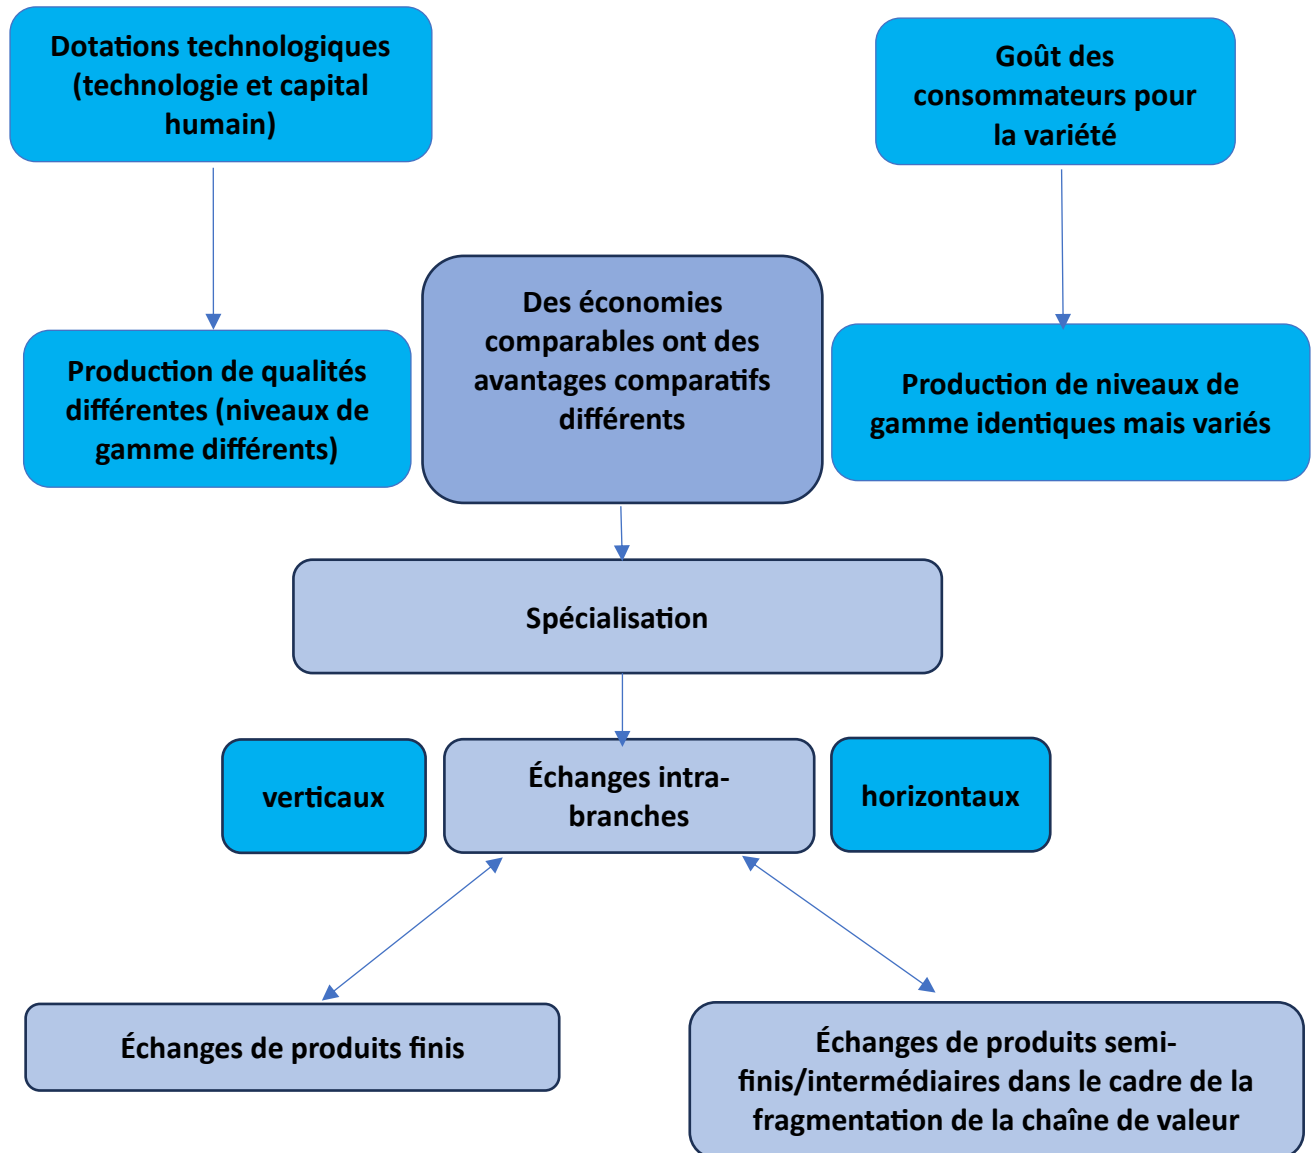 Dotations technologiques
(technologie et capital
humain)
Goût des
consommateurs pour
la variété
Des économies
comparables ont des
avantages comparatifs
différents
Production de qualités
différentes (niveaux de
gamme différents)
Production de niveaux de
gamme identiques mais variés
Spécialisation
verticaux
Échanges intra-
branches
horizontaux
Échanges de produits finis
Échanges de produits semi-
finis/intermédiaires dans le cadre de la
fragmentation de la chaîne de valeur